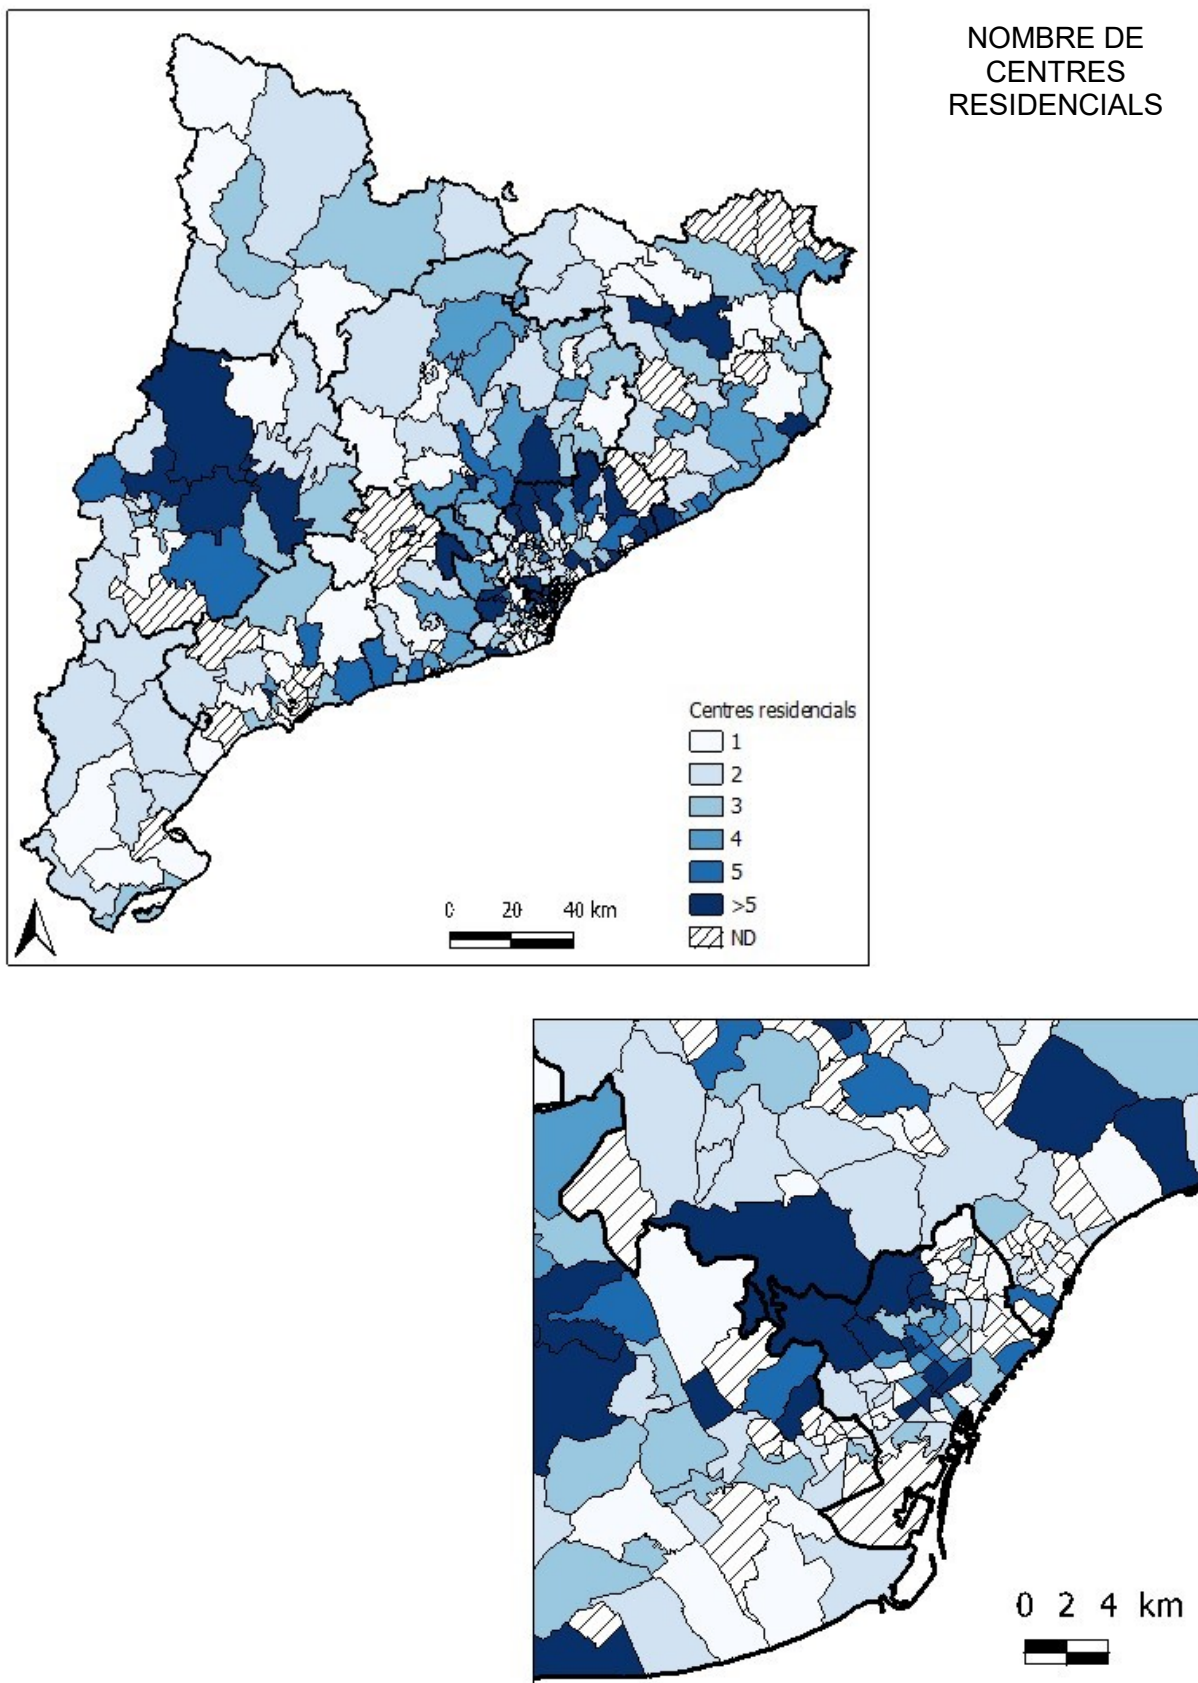 NOMBRE DE
CENTRES
RESIDENCIALS
Centres residencials
1
2
3
4
5
>5
ND
0 20 40 km
0 2 4 km